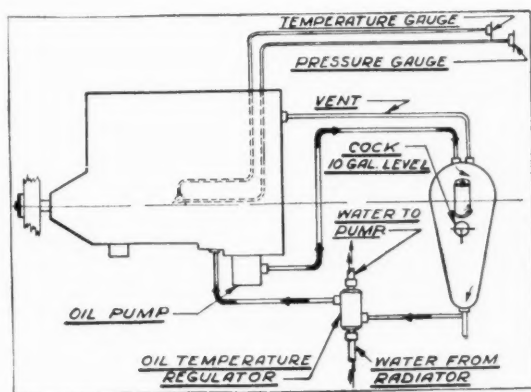 TEMPERATURE GAUGE
PRESSURE GAUGE
VENT
COCK
10 GAL. LEVEL
WATER TO
PUMP
OIL PUMP
OIL TEMPERATURE
REGULATOR
WATER FROM
RADIATOR